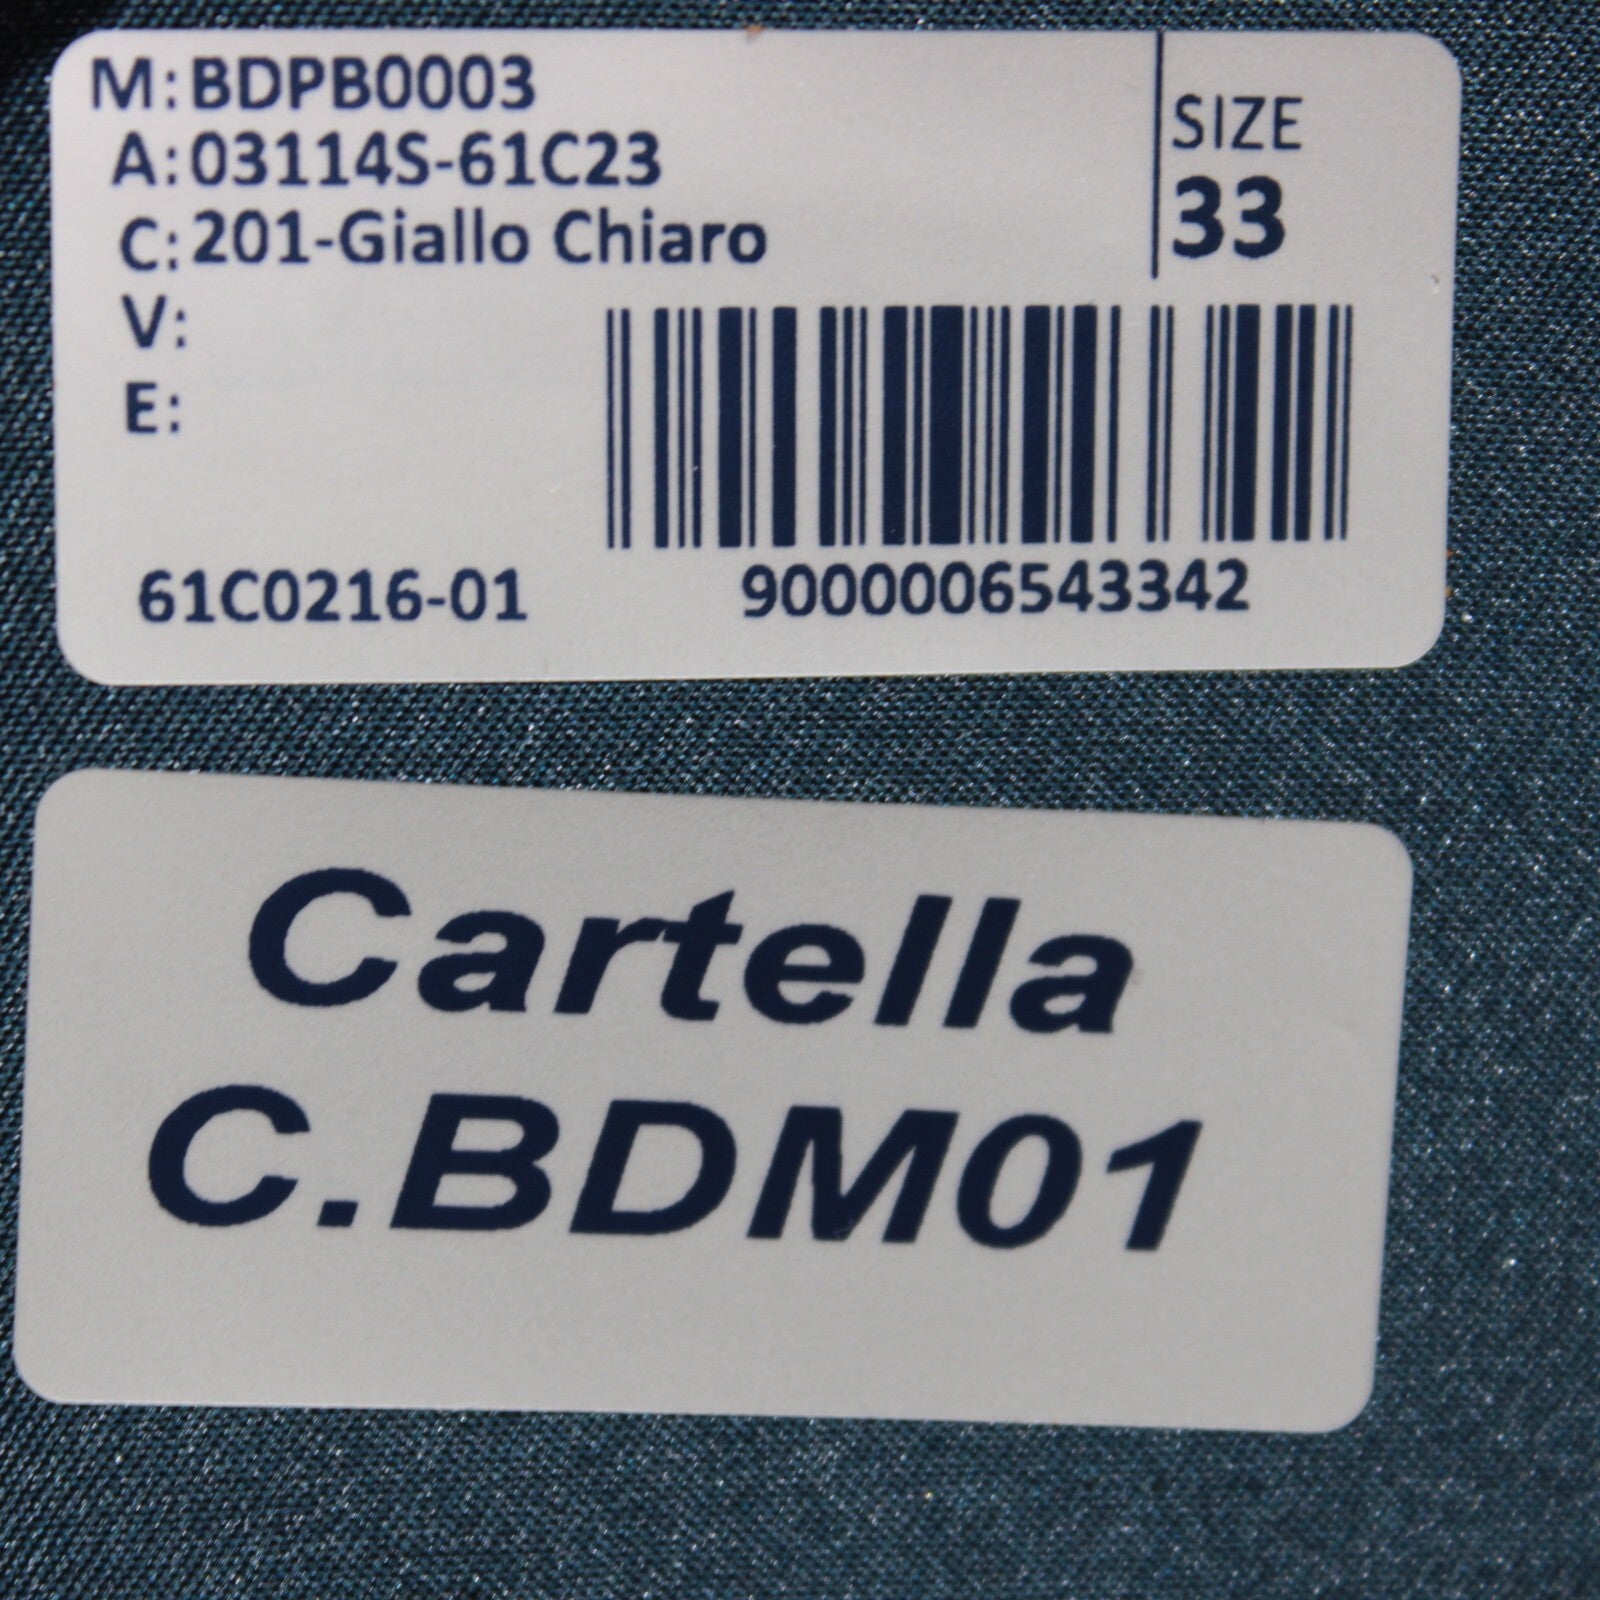 M: BDPB0003
A: 03114S-61C23
C: 201-Giallo Chiaro
V:
E:
SIZE
33
61C0216-01
9000006543342
Cartella
C.BDM01